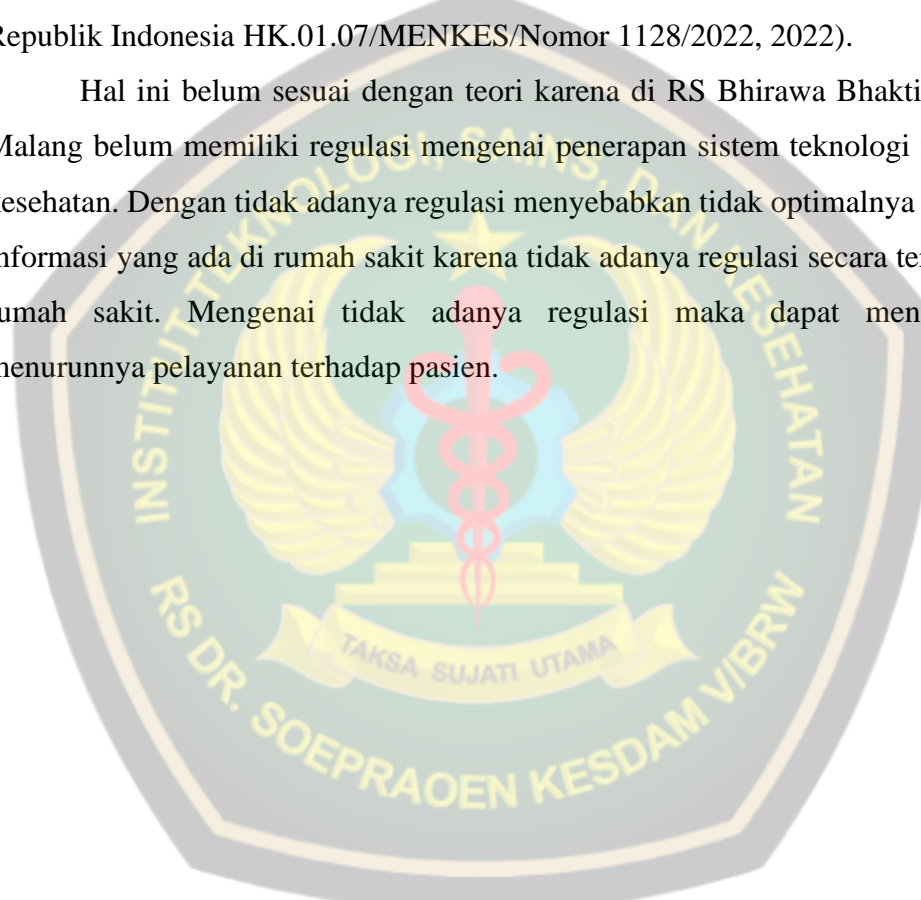 Republik Indonesia HK.01.07/MENKES/Nomor 1128/2022, 2022).
Hal ini belum sesuai dengan teori karena di RS Bhirawa Bhakti
Malang belum memiliki regulasi mengenai penerapan sistem teknologi
kesehatan. Dengan tidak adanya regulasi menyebabkan tidak optimalnya
informasi yang ada di rumah sakit karena tidak adanya regulasi secara
rumah sakit. Mengenai tidak adanya regulasi maka dapat
menurunnya pelayanan terhadap pasien.
INSTITUT TEKNOLOGI, SAINS, DAN KESEHATAN
TAKSA SUJATI UTAMA
RS DR. SOEPRAOEN KESDAM V/BRW